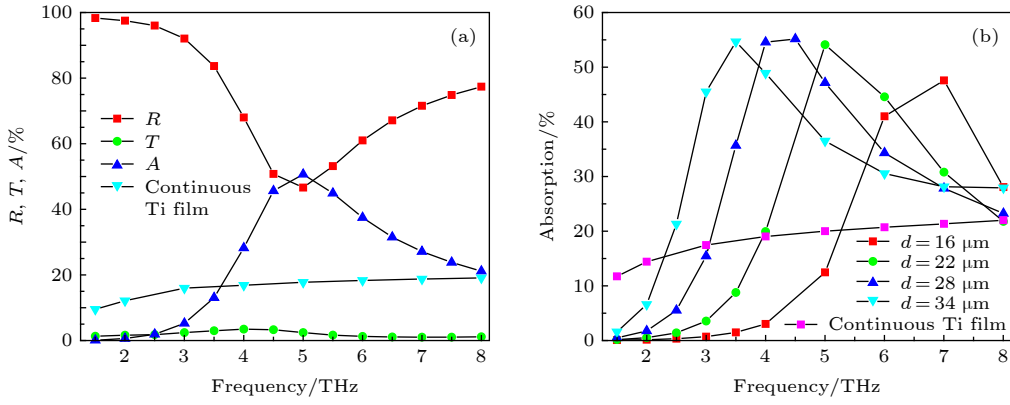 (a)
100
80
60
40
20
0
R, T, A/%
R
T
A
Continuous
Ti film
2 3 4 5 6 7 8
Frequency/THz
(b)
60
50
40
30
20
10
0
Absorption/%
d = 16 μm
d = 22 μm
d = 28 μm
d = 34 μm
Continuous Ti film
2 3 4 5 6 7 8
Frequency/THz